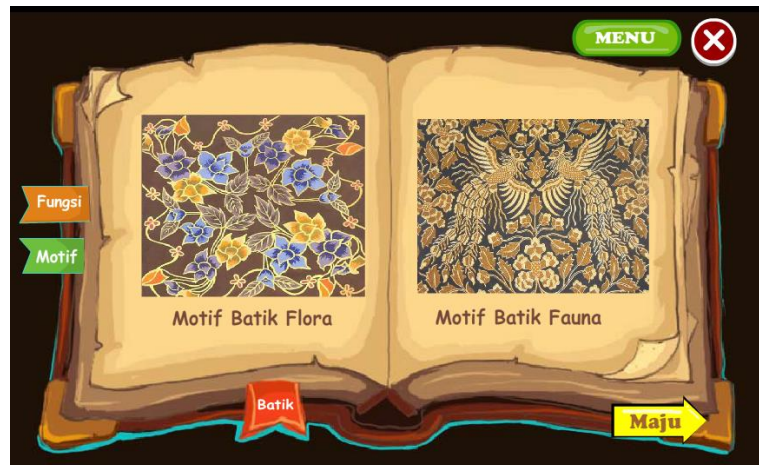 MENU
Fungsi
Motif
Motif Batik Flora
Motif Batik Fauna
Batik
Maju